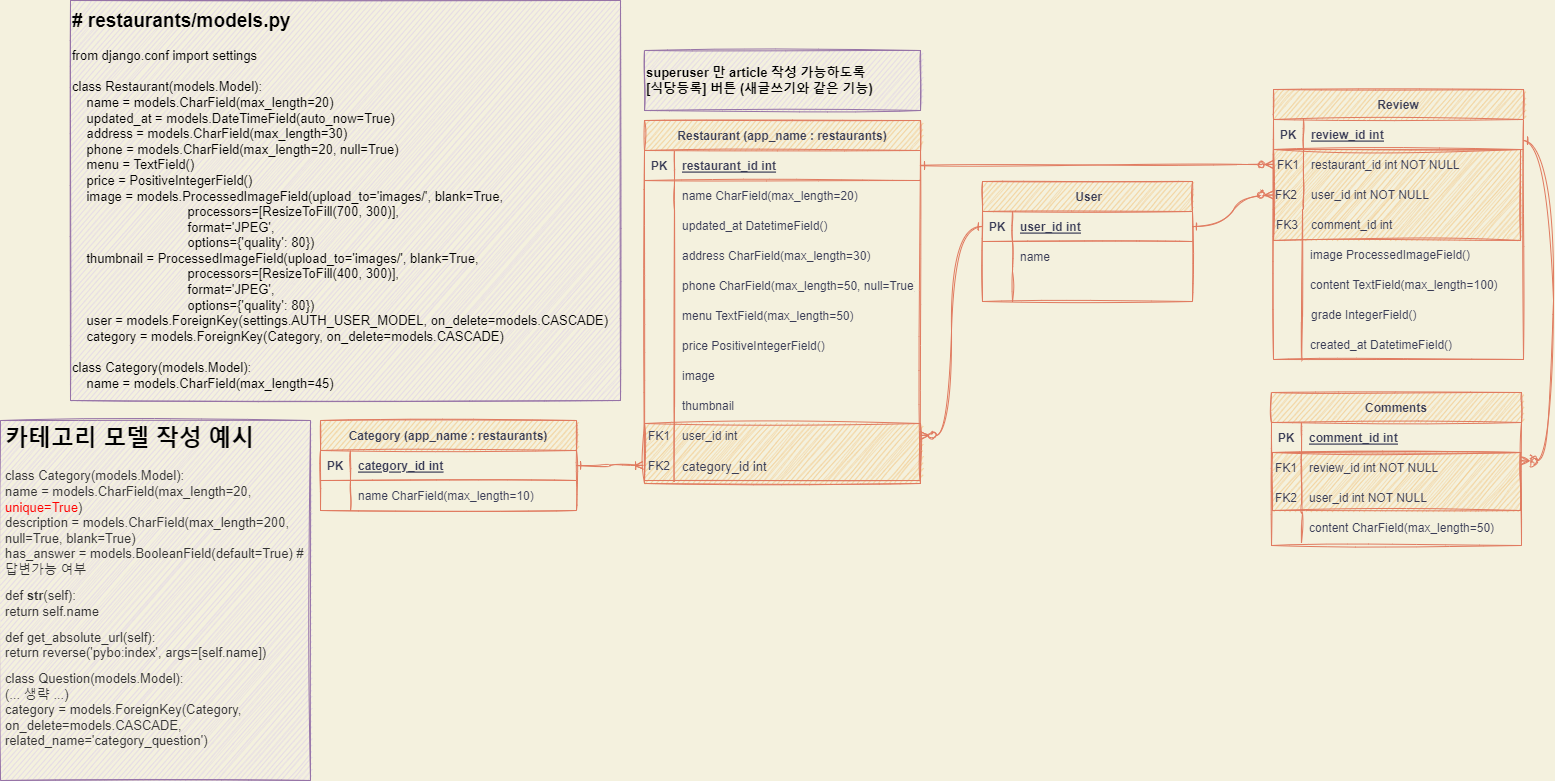 # restaurants/models.py
from django.conf import settings
class Restaurant(models.Model):
name = models.CharField(max_length=20)
updated_at = models.DateTimeField(auto_now=True)
address = models.CharField(max_length=30)
phone = models.CharField(max_length=20, null=True)
menu = TextField()
price = PositiveIntegerField()
image = models.ProcessedImageField(upload_to='images/', blank=True,
processors=[ResizeToFill(700, 300)],
format='JPEG',
options={'quality': 80})
thumbnail = ProcessedImageField(upload_to='images/', blank=True,
processors=[ResizeToFill(400, 300)],
format='JPEG',
options={'quality': 80})
user = models.ForeignKey(settings.AUTH_USER_MODEL, on_delete=models.CASCADE)
category = models.ForeignKey(Category, on_delete=models.CASCADE)
class Category(models.Model):
name = models.CharField(max_length=45)
카테고리 모델 작성 예시
class Category(models.Model):
name = models.CharField(max_length=20,
unique=True)
description = models.CharField(max_length=200,
null=True, blank=True)
has_answer = models.BooleanField(default=True) #
답변가능 여부
def str(self):
return self.name
def get_absolute_url(self):
return reverse('pybo:index', args=[self.name])
class Question(models.Model):
(... 생략 ...)
category = models.ForeignKey(Category,
on_delete=models.CASCADE,
related_name='category_question')
Category (app_name : restaurants)
PK category_id int
name CharField(max_length=10)
superuser 만 article 작성 가능하도록
[식당등록] 버튼 (새글쓰기와 같은 기능)
Restaurant (app_name : restaurants)
PK restaurant_id int
name CharField(max_length=20)
updated_at DatetimeField()
address CharField(max_length=30)
phone CharField(max_length=50, null=True
menu TextField(max_length=50)
price PositiveIntegerField()
image
thumbnail
FK1 user_id int
FK2 category_id int
User
PK user_id int
name
Review
PK review_id int
FK1 restaurant_id int NOT NULL
FK2 user_id int NOT NULL
FK3 comment_id int
image ProcessedImageField()
content TextField(max_length=100)
grade IntegerField()
created_at DatetimeField()
Comments
PK comment_id int
FK1 review_id int NOT NULL
FK2 user_id int NOT NULL
content CharField(max_length=50)